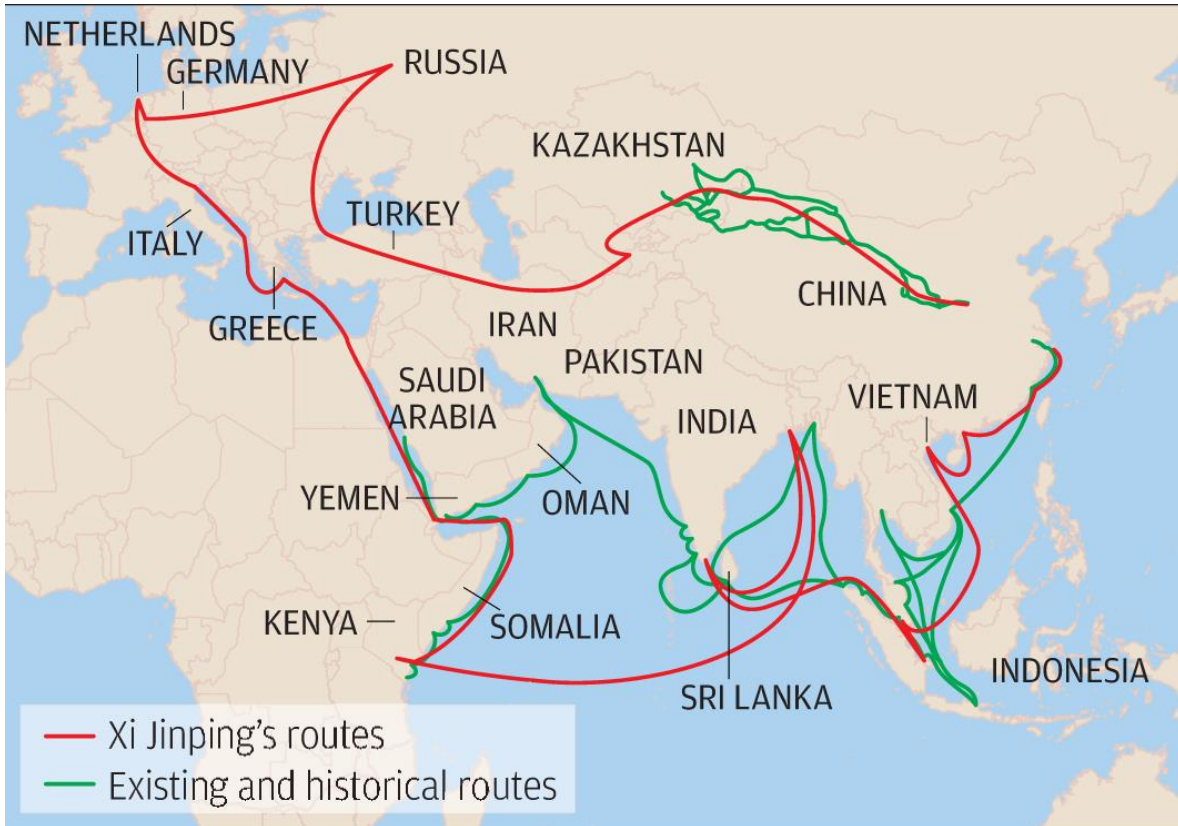 NETHERLANDS
GERMANY
RUSSIA
KAZAKHSTAN
TURKEY
ITALY
CHINA
GREECE
IRAN
PAKISTAN
SAUDI
ARABIA
VIETNAM
INDIA
YEMEN
OMAN
KENYA
SOMALIA
INDONESIA
SRI LANKA
Xi Jinping's routes
Existing and historical routes